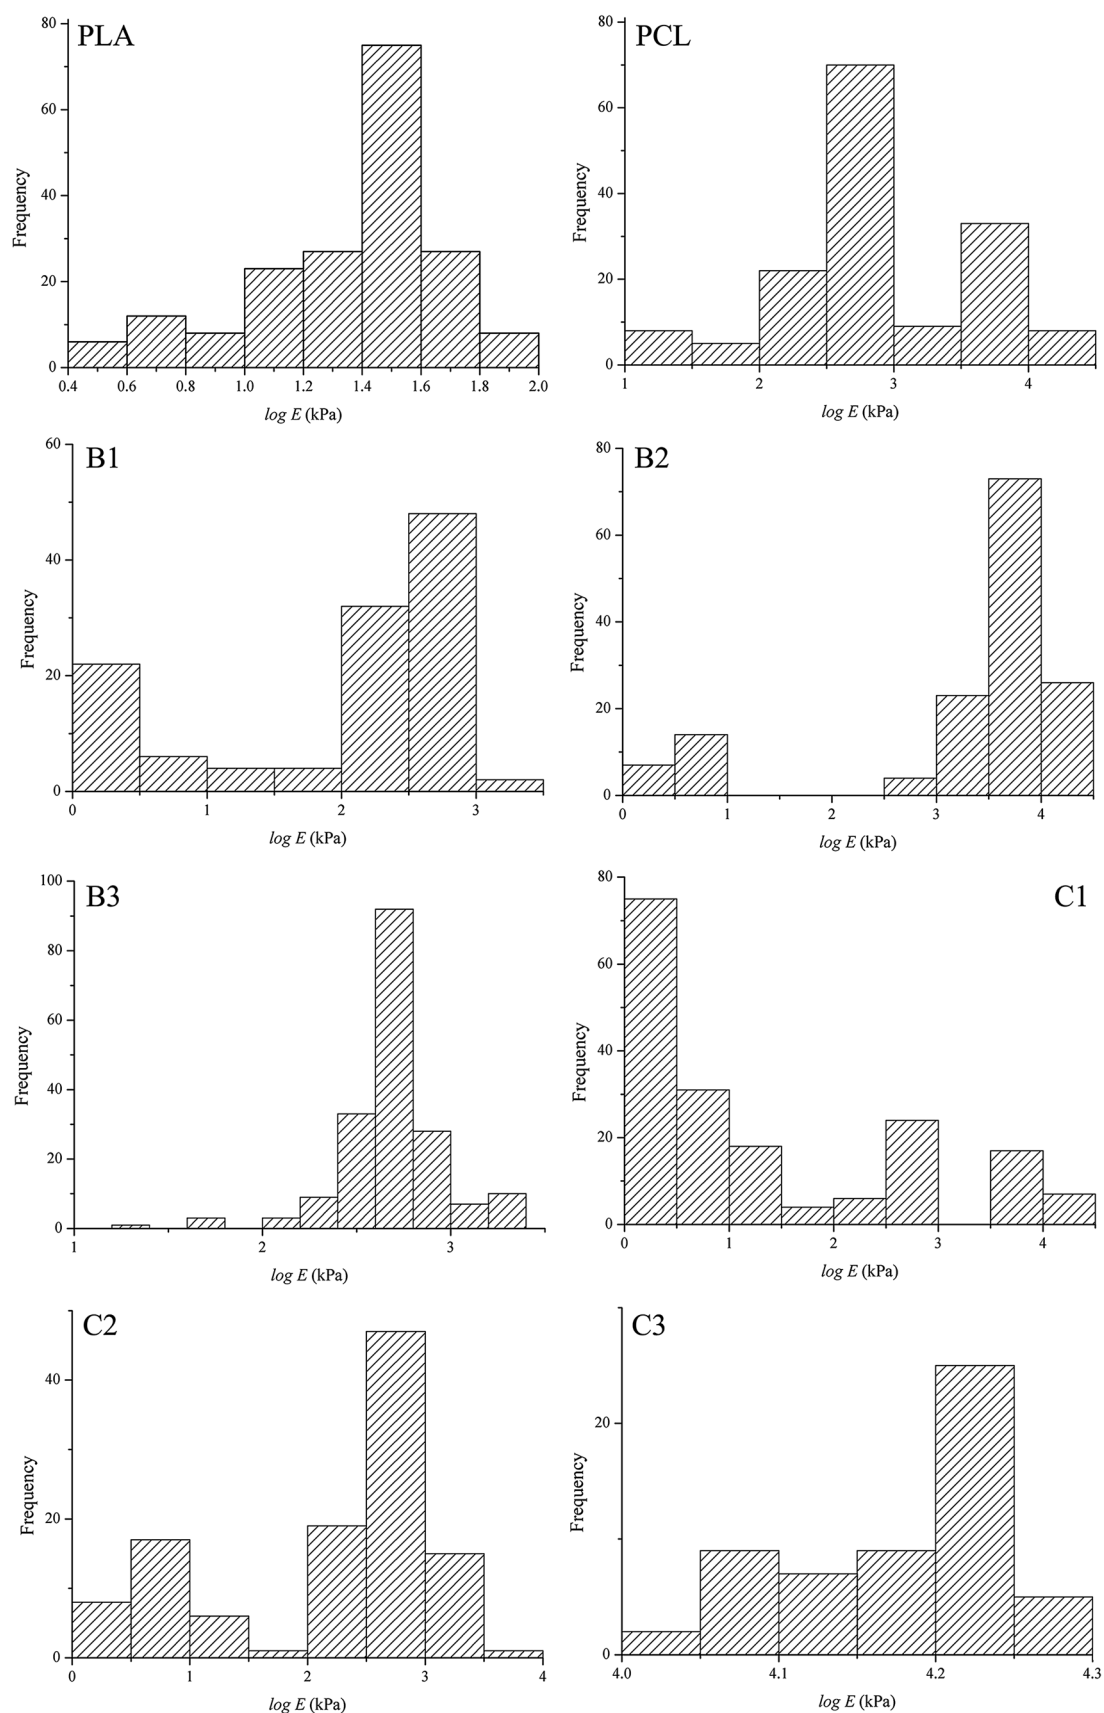 PLA
80
60
40
20
0
Frequency
0.4 0.6 0.8 1.0 1.2 1.4 1.6 1.8 2.0
log E (kPa)
PCL
80
60
40
20
0
Frequency
1 2 3 4
log E (kPa)
B1
60
40
20
0
Frequency
0 1 2 3
log E (kPa)
B2
80
60
40
20
0
Frequency
0 1 2 3 4
log E (kPa)
B3
100
80
60
40
20
0
Frequency
1 2 3
log E (kPa)
C1
80
60
40
20
0
Frequency
0 1 2 3 4
log E (kPa)
C2
40
20
0
Frequency
0 1 2 3 4
log E (kPa)
C3
20
0
Frequency
4.0 4.1 4.2 4.3
log E (kPa)